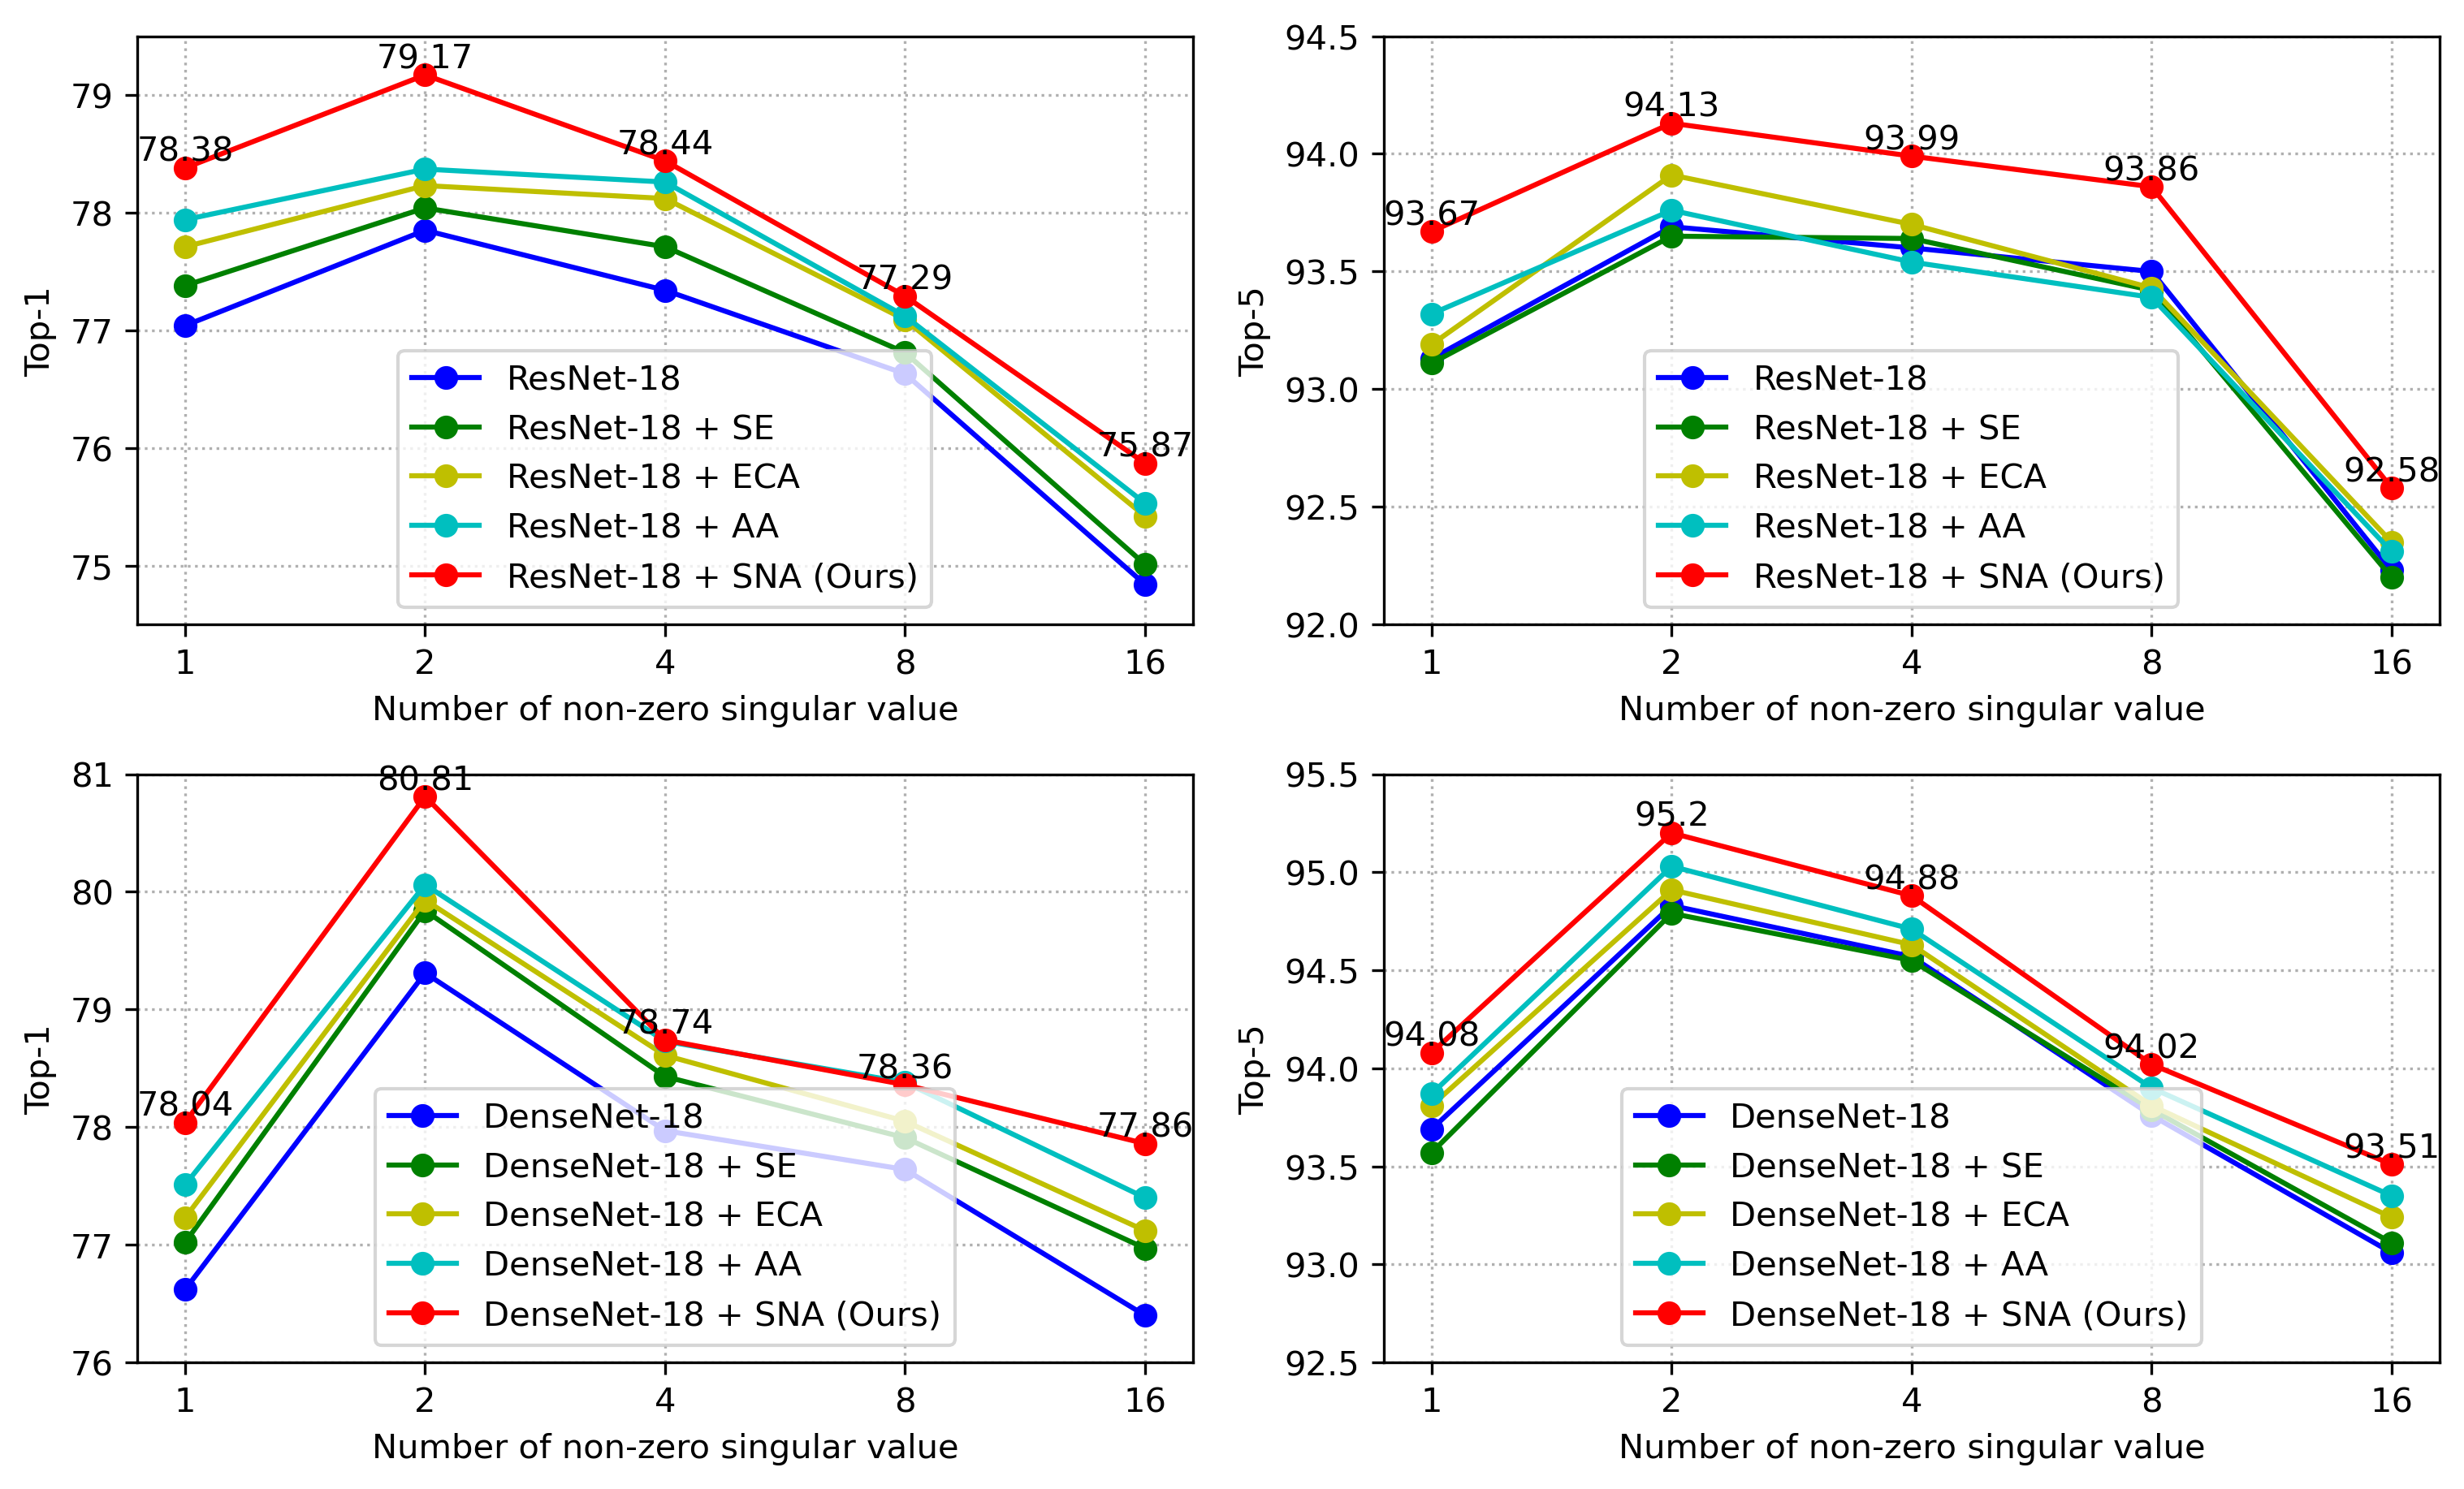 79.17
78.38
78.44
77.29
75.87
79
78
77
76
75
Top-1
ResNet-18
ResNet-18 + SE
ResNet-18 + ECA
ResNet-18 + AA
ResNet-18 + SNA (Ours)
1 2 4 8 16
Number of non-zero singular value
94.13
93.99
93.86
93.67
92.58
94.5
94.0
93.5
93.0
92.5
92.0
Top-5
ResNet-18
ResNet-18 + SE
ResNet-18 + ECA
ResNet-18 + AA
ResNet-18 + SNA (Ours)
1 2 4 8 16
Number of non-zero singular value
80.81
78.04
78.74
78.36
77.86
81
80
79
78
77
76
Top-1
DenseNet-18
DenseNet-18 + SE
DenseNet-18 + ECA
DenseNet-18 + AA
DenseNet-18 + SNA (Ours)
1 2 4 8 16
Number of non-zero singular value
95.2
94.88
94.08
94.02
93.51
95.5
95.0
94.5
94.0
93.5
93.0
92.5
Top-5
DenseNet-18
DenseNet-18 + SE
DenseNet-18 + ECA
DenseNet-18 + AA
DenseNet-18 + SNA (Ours)
1 2 4 8 16
Number of non-zero singular value